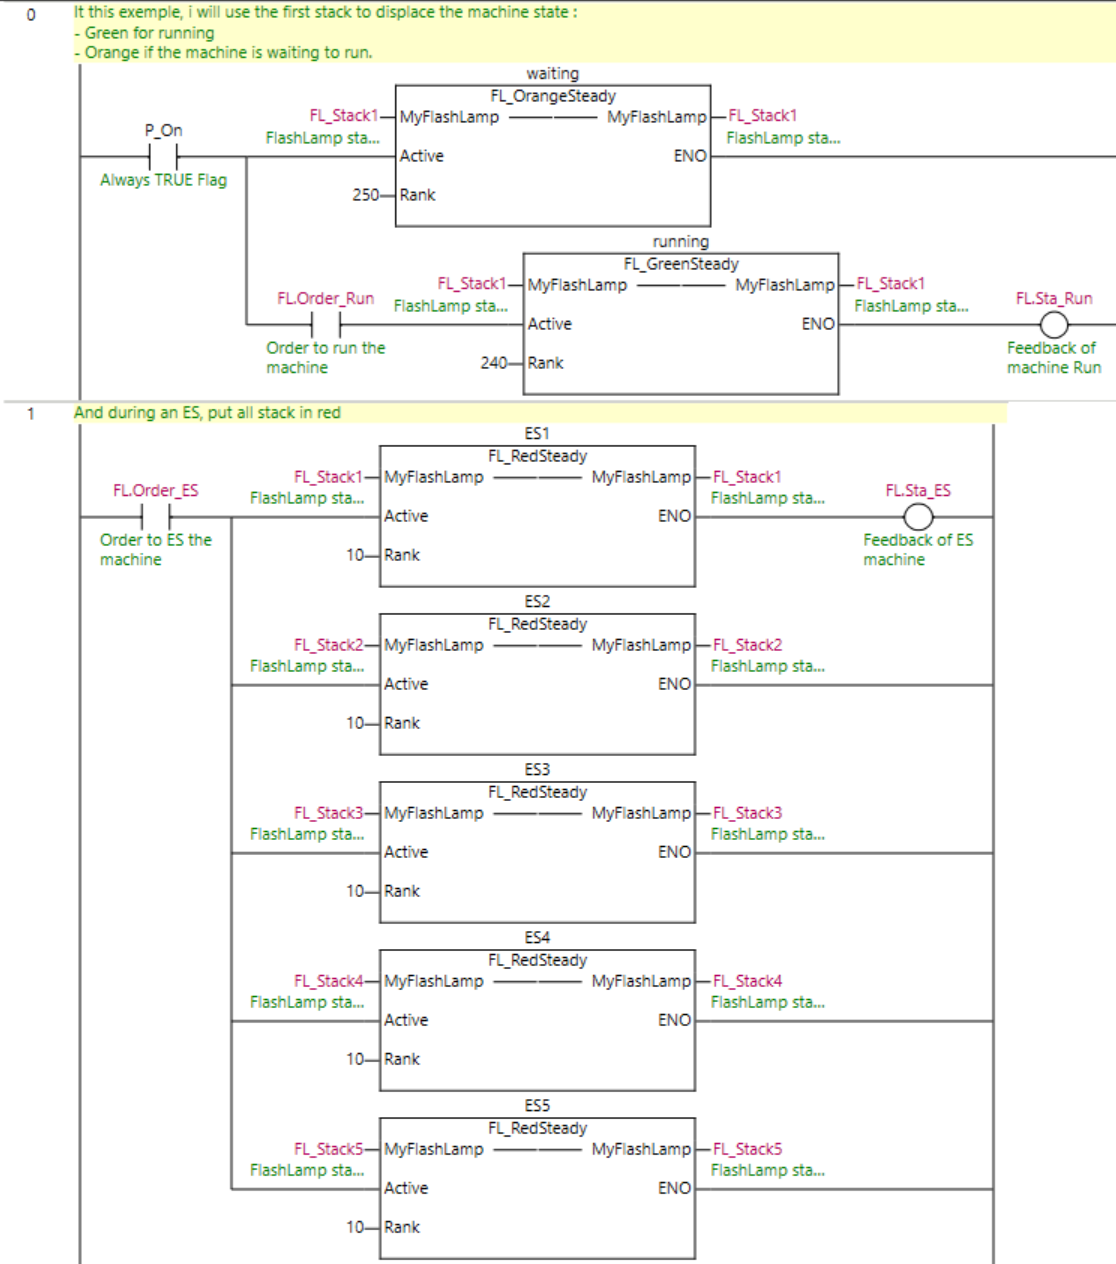 0
It this exemple, i will use the first stack to displace the machine state :
- Green for running
- Orange if the machine is waiting to run.
waiting
FL_OrangeSteady
FL_Stack1 MyFlashLamp MyFlashLamp FL_Stack1
FlashLamp sta... FlashLamp sta...
P_On
Active ENO
Always TRUE Flag
250 Rank
running
FL_GreenSteady
FL_Stack1 MyFlashLamp MyFlashLamp FL_Stack1
FL.Order_Run FlashLamp sta... FlashLamp sta... FL.Sta_Run
Active ENO
Order to run the Feedback of
machine 240 Rank machine Run
1
And during an ES, put all stack in red
ES1
FL_RedSteady
FL_Stack1 MyFlashLamp MyFlashLamp FL_Stack1
FL.Order_ES FlashLamp sta... FlashLamp sta... FL.Sta_ES
Active ENO
Order to ES the Feedback of ES
machine 10 Rank machine
ES2
FL_RedSteady
FL_Stack2 MyFlashLamp MyFlashLamp FL_Stack2
FlashLamp sta... FlashLamp sta...
Active ENO
10 Rank
ES3
FL_RedSteady
FL_Stack3 MyFlashLamp MyFlashLamp FL_Stack3
FlashLamp sta... FlashLamp sta...
Active ENO
10 Rank
ES4
FL_RedSteady
FL_Stack4 MyFlashLamp MyFlashLamp FL_Stack4
FlashLamp sta... FlashLamp sta...
Active ENO
10 Rank
ES5
FL_RedSteady
FL_Stack5 MyFlashLamp MyFlashLamp FL_Stack5
FlashLamp sta... FlashLamp sta...
Active ENO
10 Rank